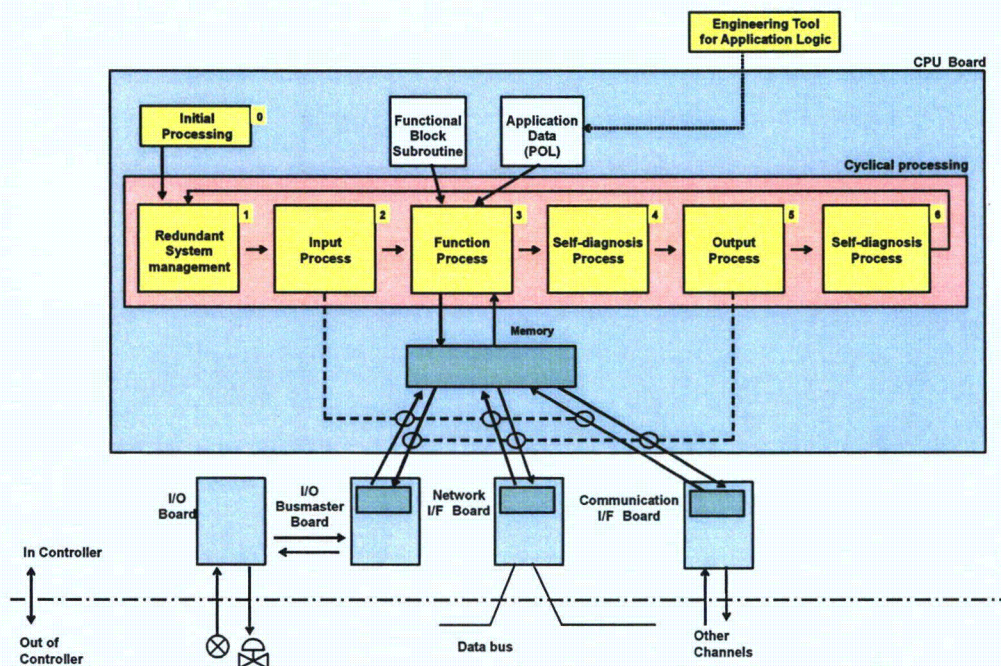 Engineering Tool
for Application Logic
CPU Board
Initial
Processing
0
Functional
Block
Subroutine
Application
Data
(POL)
Cyclical processing
Redundant
System
management
1
Input
Process
2
Function
Process
3
Self-diagnosis
Process
4
Output
Process
5
Self-diagnosis
Process
6
Memory
I/O
Board
I/O
Busmaster
Board
Network
I/F Board
Communication
I/F Board
In Controller
Out of
Controller
Data bus
Other
Channels